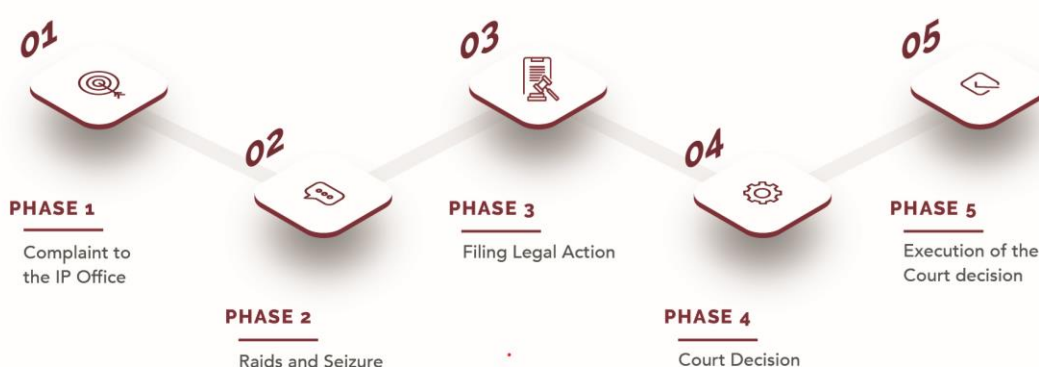 01
PHASE 1
Complaint to
the IP Office
02
PHASE 2
Raids and Seizure
03
PHASE 3
Filing Legal Action
04
PHASE 4
Court Decision
05
PHASE 5
Execution of the
Court decision